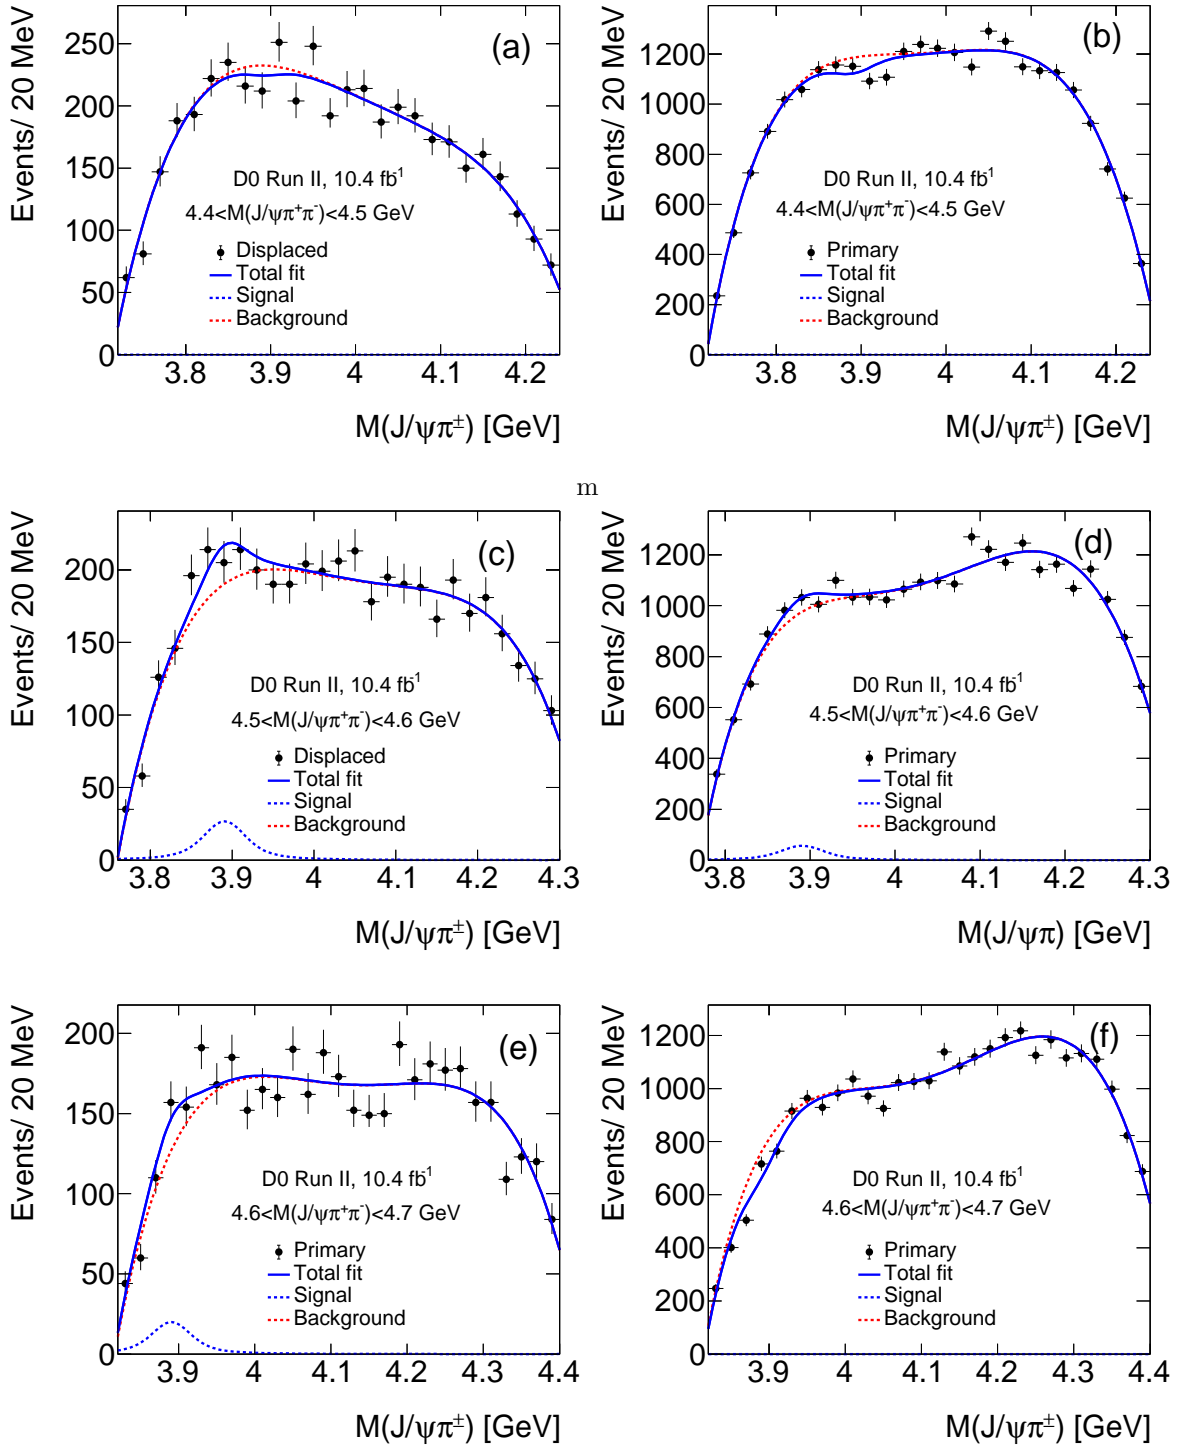 (a)
Events/ 20 MeV
250
200
150
100
50
0
D0 Run II, 10.4 fb¹
4.4<M(J/ψπ⁺π⁻)<4.5 GeV
Displaced
Total fit
Signal
Background
3.8 3.9 4 4.1 4.2
M(J/ψπ±) [GeV]
(b)
Events/ 20 MeV
1200
1000
800
600
400
200
0
D0 Run II, 10.4 fb¹
4.4<M(J/ψπ⁺π⁻)<4.5 GeV
Primary
Total fit
Signal
Background
3.8 3.9 4 4.1 4.2
M(J/ψπ±) [GeV]
m
(c)
Events/ 20 MeV
200
150
100
50
0
D0 Run II, 10.4 fb¹
4.5<M(J/ψπ⁺π⁻)<4.6 GeV
Displaced
Total fit
Signal
Background
3.8 3.9 4 4.1 4.2 4.3
M(J/ψπ±) [GeV]
(d)
Events/ 20 MeV
1200
1000
800
600
400
200
0
D0 Run II, 10.4 fb¹
4.5<M(J/ψπ⁺π⁻)<4.6 GeV
Primary
Total fit
Signal
Background
3.8 3.9 4 4.1 4.2 4.3
M(J/ψπ) [GeV]
(e)
Events/ 20 MeV
200
150
100
50
0
D0 Run II, 10.4 fb¹
4.6<M(J/ψπ⁺π⁻)<4.7 GeV
Primary
Total fit
Signal
Background
3.9 4 4.1 4.2 4.3 4.4
M(J/ψπ±) [GeV]
(f)
Events/ 20 MeV
1200
1000
800
600
400
200
0
D0 Run II, 10.4 fb¹
4.6<M(J/ψπ⁺π⁻)<4.7 GeV
Primary
Total fit
Signal
Background
3.9 4 4.1 4.2 4.3 4.4
M(J/ψπ±) [GeV]